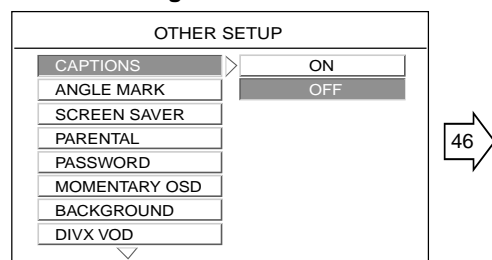 OTHER SETUP
CAPTIONS ON
ANGLE MARK OFF
SCREEN SAVER
PARENTAL
46
PASSWORD
MOMENTARY OSD
BACKGROUND
DIVX VOD